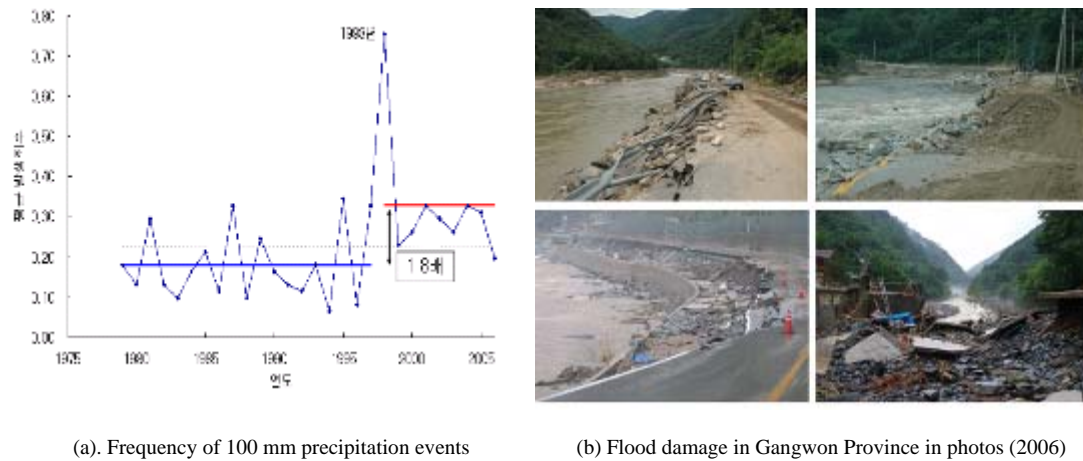 0,80
0,70
0,60
0,50
0,40
0,30
0,20
0,10
0,00
1998년
1.8배
1975 1980 1985 1990 1995 2000 2005
연도
(a). Frequency of 100 mm precipitation events
(b) Flood damage in Gangwon Province in photos (2006)